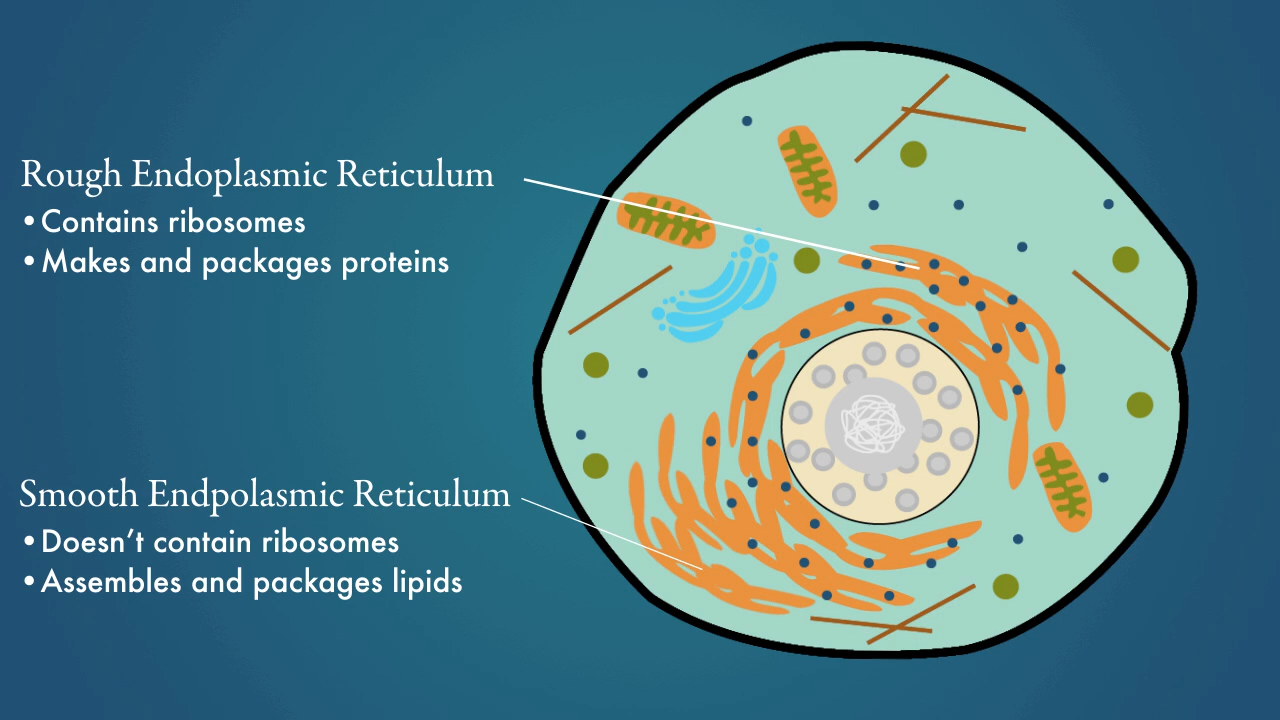 Rough Endoplasmic Reticulum
•Contains ribosomes
•Makes and packages proteins
Smooth Endpolasmic Reticulum
•Doesn’t contain ribosomes
•Assembles and packages lipids